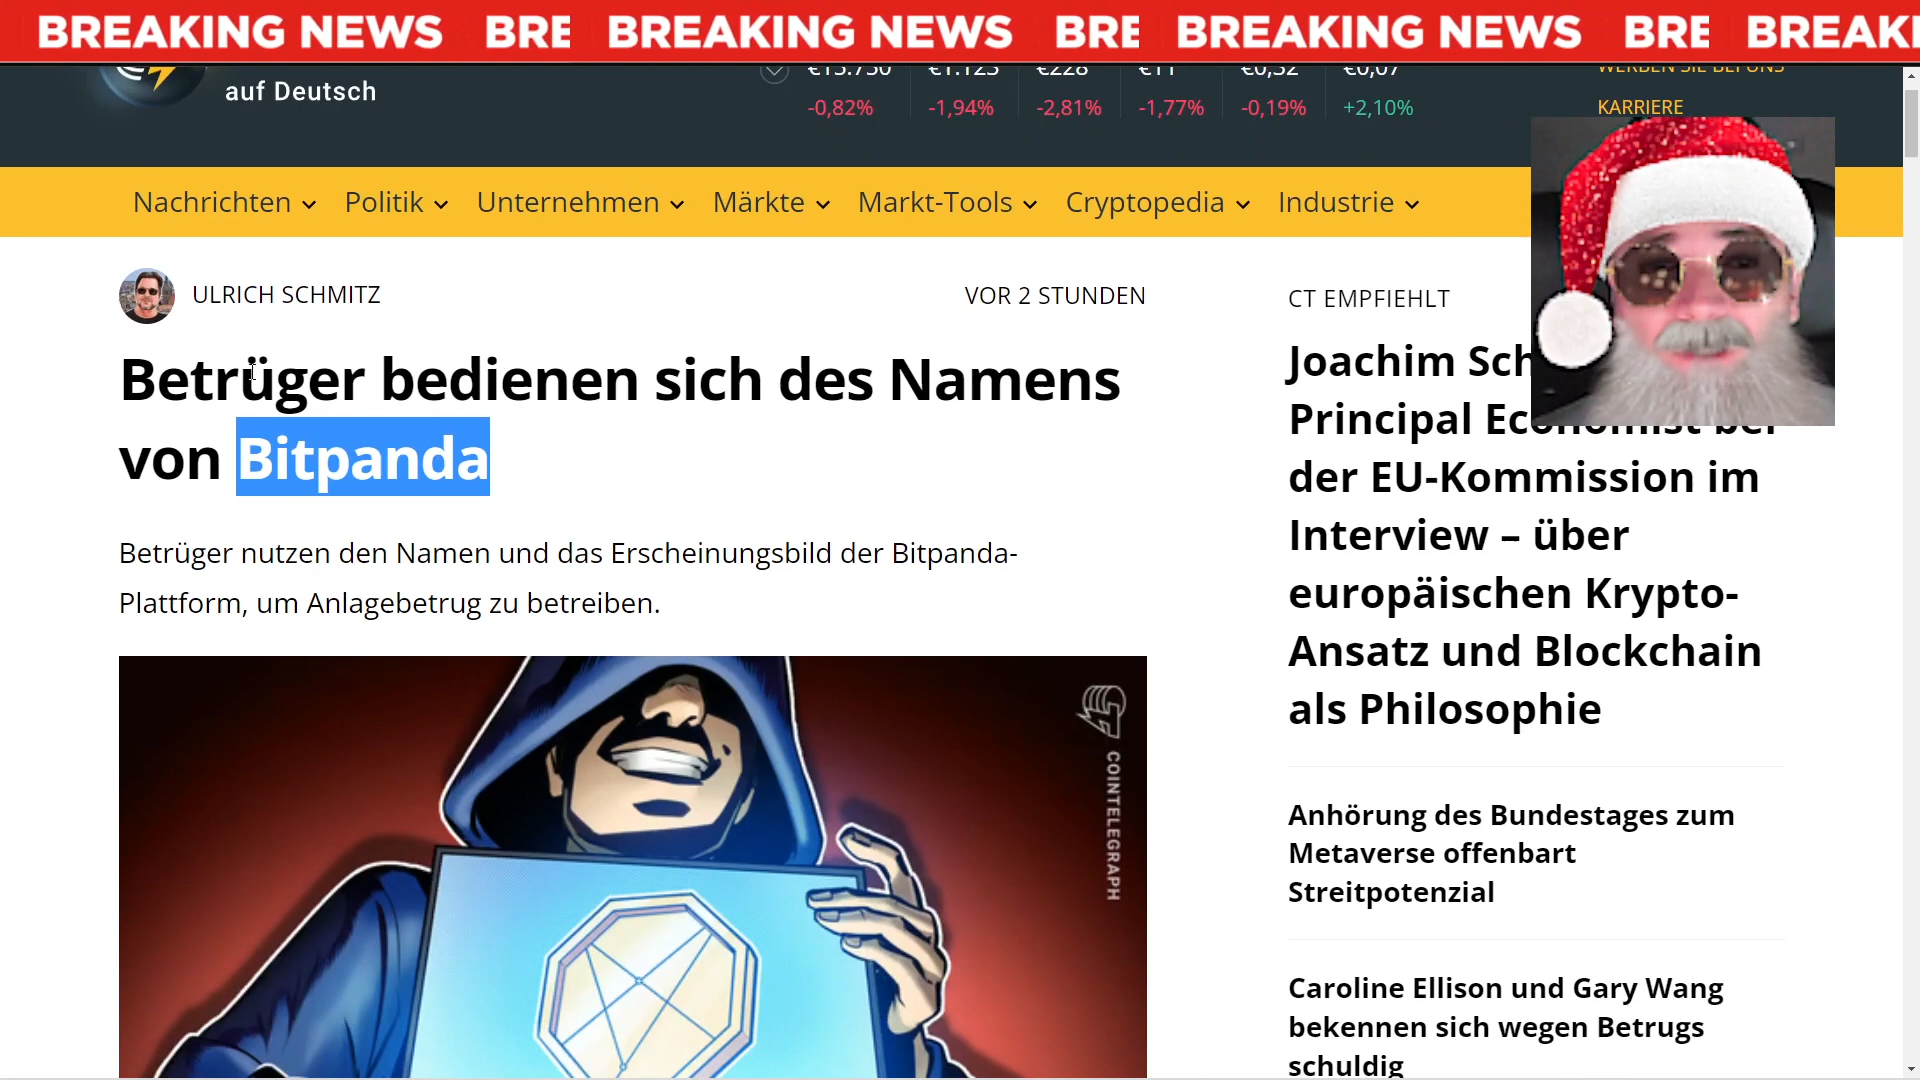 BREAKING NEWS BRE BREAKING NEWS BRE BREAKING NEWS BRE BREAK
auf Deutsch
€15.750 €1.123 €228 €11 €0,32 €0,07
WERBEN SIE BEI UNS
-0,82% -1,94% -2,81% -1,77% -0,19% +2,10%
KARRIERE
Nachrichten Politik Unternehmen Märkte Markt-Tools Cryptopedia Industrie
ULRICH SCHMITZ
VOR 2 STUNDEN
Betrüger bedienen sich des Namens
von Bitpanda
Betrüger nutzen den Namen und das Erscheinungsbild der Bitpanda-
Plattform, um Anlagebetrug zu betreiben.
COINTELEGRAPH
CT EMPFIEHLT
Joachim Sch
Principal Economist bei
der EU-Kommission im
Interview – über
europäischen Krypto-
Ansatz und Blockchain
als Philosophie
Anhörung des Bundestages zum
Metaverse offenbart
Streitpotenzial
Caroline Ellison und Gary Wang
bekennen sich wegen Betrugs
schuldig